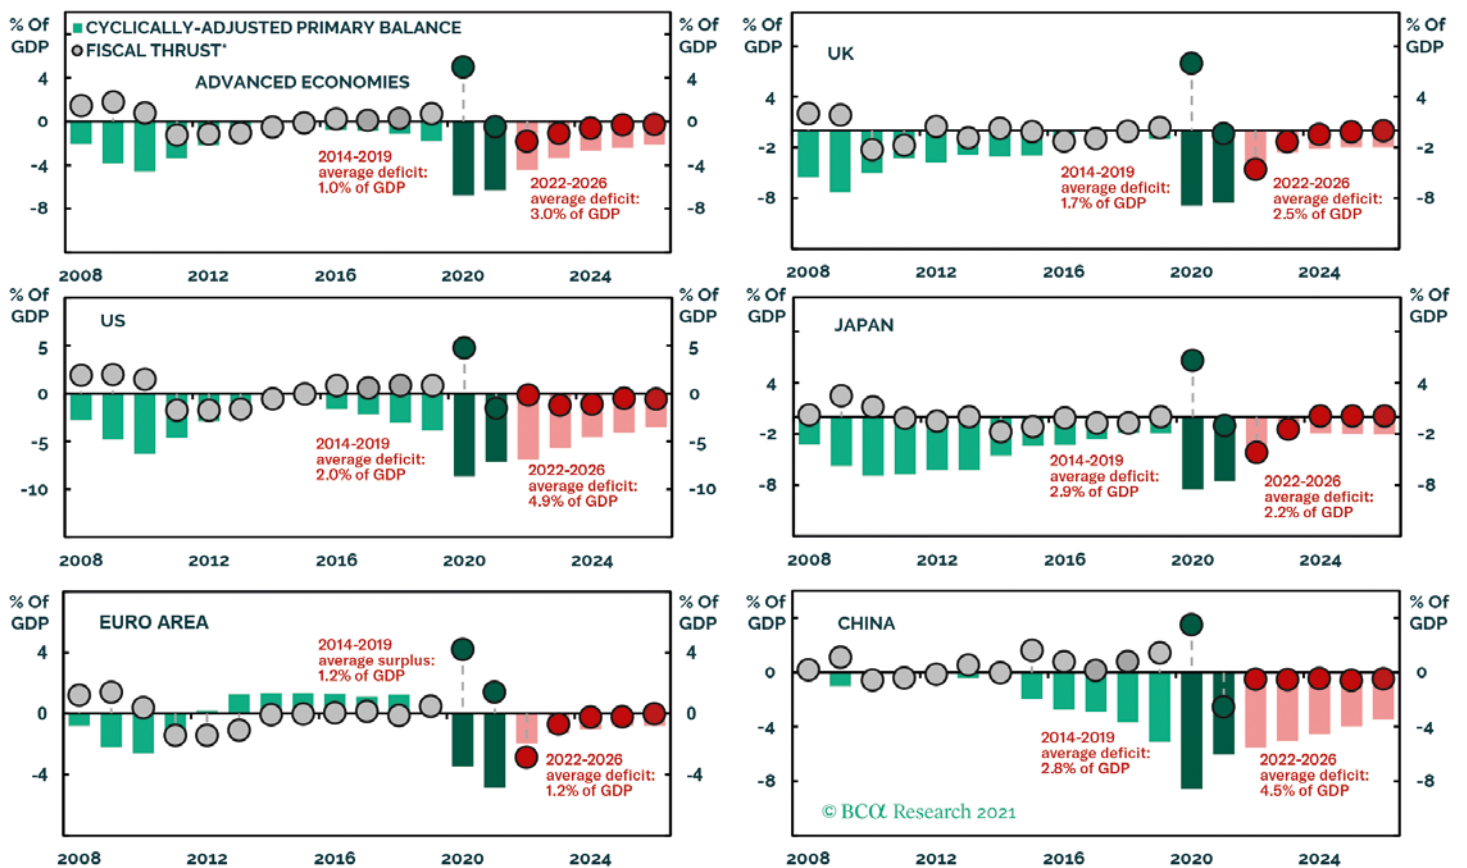 % Of
GDP
CYCLICALLY-ADJUSTED PRIMARY BALANCE
FISCAL THRUST*
ADVANCED ECONOMIES
% Of
GDP
4
0
-4
-8
4
0
-4
-8
2014-2019
average deficit:
1.0% of GDP
2022-2026
average deficit:
3.0% of GDP
2008 2012 2016 2020 2024
% Of
GDP
UK
% Of
GDP
4
-2
-8
4
-2
-8
2014-2019
average deficit:
1.7% of GDP
2022-2026
average deficit:
2.5% of GDP
2008 2012 2016 2020 2024
% Of
GDP
US
% Of
GDP
5
0
-5
-10
5
0
-5
-10
2014-2019
average deficit:
2.0% of GDP
2022-2026
average deficit:
4.9% of GDP
2008 2012 2016 2020 2024
% Of
GDP
JAPAN
% Of
GDP
4
-2
-8
4
-2
-8
2014-2019
average deficit:
2.9% of GDP
2022-2026
average deficit:
2.2% of GDP
2008 2012 2016 2020 2024
% Of
GDP
EURO AREA
% Of
GDP
4
0
-4
4
0
-4
2014-2019
average surplus:
1.2% of GDP
2022-2026
average deficit:
1.2% of GDP
2008 2012 2016 2020 2024
% Of
GDP
CHINA
% Of
GDP
0
-4
-8
0
-4
-8
2014-2019
average deficit:
2.8% of GDP
2022-2026
average deficit:
4.5% of GDP
© BCα Research 2021
2008 2012 2016 2020 2024